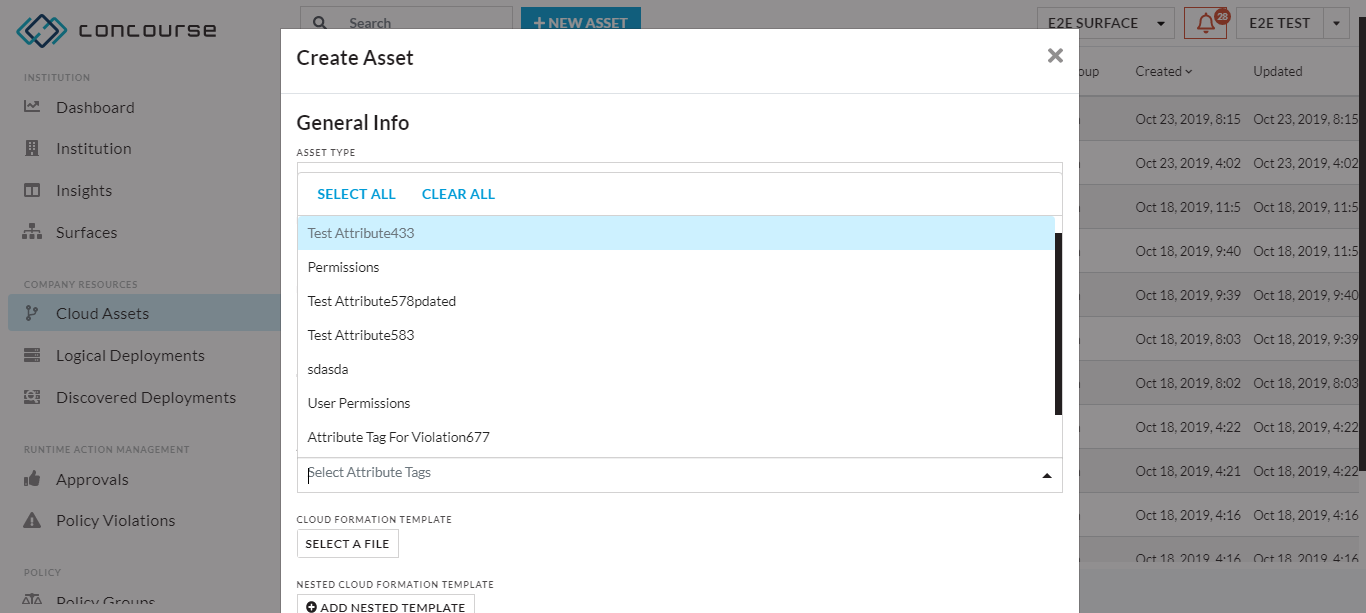 concourse
Search
+ NEW ASSET
E2E SURFACE
28
E2E TEST
INSTITUTION
Dashboard
Institution
Insights
Surfaces
COMPANY RESOURCES
Cloud Assets
Logical Deployments
Discovered Deployments
RUNTIME ACTION MANAGEMENT
Approvals
Policy Violations
POLICY
Policy Groups
Create Asset
General Info
ASSET TYPE
SELECT ALL CLEAR ALL
Test Attribute433
Permissions
Test Attribute578pdated
Test Attribute583
sdasda
User Permissions
Attribute Tag For Violation677
Select Attribute Tags
CLOUD FORMATION TEMPLATE
SELECT A FILE
NESTED CLOUD FORMATION TEMPLATE
ADD NESTED TEMPLATE
oup Created Updated
Oct 23, 2019, 8:15 Oct 23, 2019, 8:15
Oct 23, 2019, 4:02 Oct 23, 2019, 4:02
Oct 18, 2019, 11:5 Oct 18, 2019, 11:5
Oct 18, 2019, 9:40 Oct 18, 2019, 11:5
Oct 18, 2019, 9:39 Oct 18, 2019, 9:40
Oct 18, 2019, 8:03 Oct 18, 2019, 9:39
Oct 18, 2019, 8:02 Oct 18, 2019, 8:03
Oct 18, 2019, 4:22 Oct 18, 2019, 4:22
Oct 18, 2019, 4:21 Oct 18, 2019, 4:22
Oct 18, 2019, 4:16 Oct 18, 2019, 4:16
Oct 18, 2019, 4:16 Oct 18, 2019, 4:16